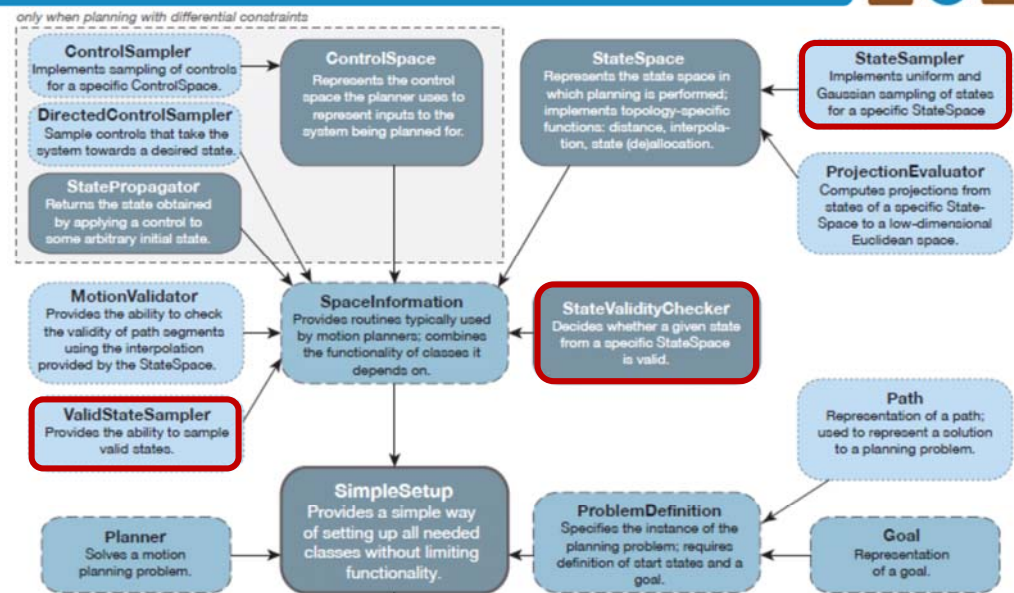 only when planning with differential constraints
ControlSampler
Implements sampling of controls
for a specific ControlSpace.
DirectedControlSampler
Sample controls that take the
system towards a desired state.
StatePropagator
Returns the state obtained
by applying a control to
some arbitrary initial state.
ControlSpace
Represents the control
space the planner uses to
represent inputs to the
system being planned for.
StateSpace
Represents the state space in
which planning is performed;
implements topology-specific
functions: distance, interpola-
tion, state (de)allocation.
StateSampler
Implements uniform and
Gaussian sampling of states
for a specific StateSpace
ProjectionEvaluator
Computes projections from
states of a specific State-
Space to a low-dimensional
Euclidean space.
MotionValidator
Provides the ability to check
the validity of path segments
using the interpolation
provided by the StateSpace.
SpaceInformation
Provides routines typically used
by motion planners; combines
the functionality of classes it
depends on.
StateValidityChecker
Decides whether a given state
from a specific StateSpace
is valid.
ValidStateSampler
Provides the ability to sample
valid states.
Path
Representation of a path;
used to represent a solution
to a planning problem.
Planner
Solves a motion
planning problem.
SimpleSetup
Provides a simple way
of setting up all needed
classes without limiting
functionality.
ProblemDefinition
Specifies the instance of the
planning problem; requires
definition of start states and a
goal.
Goal
Representation
of a goal.